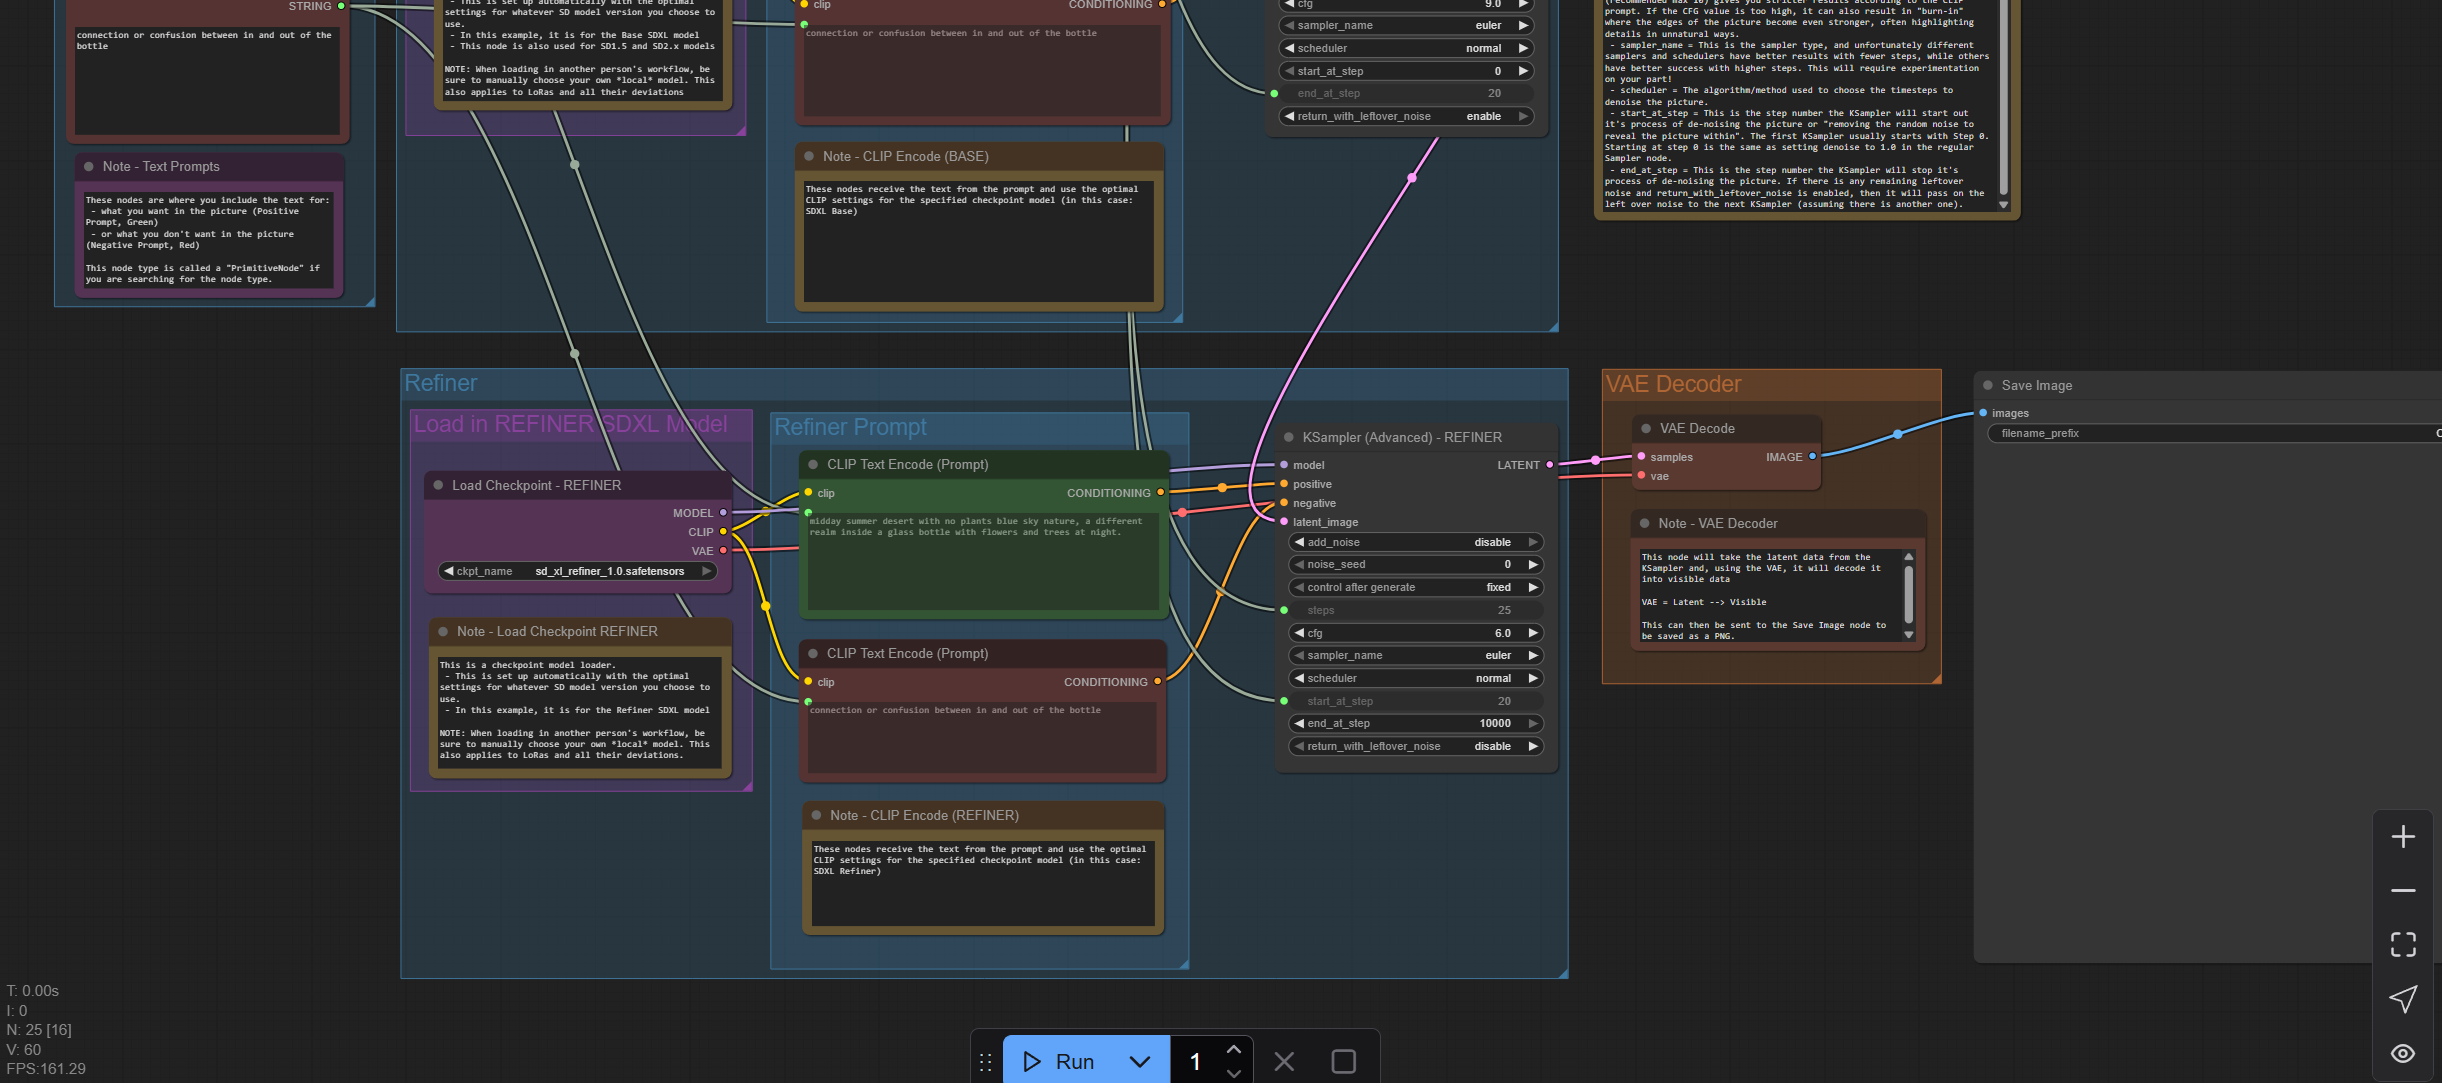 STRING
connection or confusion between in and out of the
bottle
Note - Text Prompts
These nodes are where you include the text for:
- what you want in the picture (Positive
Prompt, Green)
- or what you don't want in the picture
(Negative Prompt, Red)
This node type is called a "PrimitiveNode" if
you are searching for the node type.
- This is set up automatically with the optimal
settings for whatever SD model version you choose to
use.
- In this example, it is for the Base SDXL model
- This node is also used for SD1.5 and SD2.x models
NOTE: When loading in another person's workflow, be
sure to manually choose your own *local* model. This
also applies to LoRas and all their deviations
clip
CONDITIONING
connection or confusion between in and out of the bottle
Note - CLIP Encode (BASE)
These nodes receive the text from the prompt and use the optimal
CLIP settings for the specified checkpoint model (in this case:
SDXL Base)
cfg 9.0
sampler_name euler
scheduler normal
start_at_step 0
end_at_step 20
return_with_leftover_noise enable
(recommended max 10) gives you stricter results according to the CLIP
prompt. If the CFG value is too high, it can also result in "burn-in"
where the edges of the picture become even stronger, often highlighting
details in unnatural ways.
- sampler_name = This is the sampler type, and unfortunately different
samplers and schedulers have better results with fewer steps, while others
have better success with higher steps. This will require experimentation
on your part!
- scheduler = The algorithm/method used to choose the timesteps to
denoise the picture.
- start_at_step = This is the step number the KSampler will start out
it's process of de-noising the picture or "removing the random noise to
reveal the picture within". The first KSampler usually starts with Step 0.
Starting at step 0 is the same as setting denoise to 1.0 in the regular
Sampler node.
- end_at_step = This is the step number the KSampler will stop it's
process of de-noising the picture. If there is any remaining leftover
noise and return_with_leftover_noise is enabled, then it will pass on the
left over noise to the next KSampler (assuming there is another one).
Refiner
Load in REFINER SDXL Model
Load Checkpoint - REFINER
MODEL
CLIP
VAE
ckpt_name sd_xl_refiner_1.0.safetensors
Note - Load Checkpoint REFINER
This is a checkpoint model loader.
- This is set up automatically with the optimal
settings for whatever SD model version you choose to
use.
- In this example, it is for the Refiner SDXL model
NOTE: When loading in another person's workflow, be
sure to manually choose your own *local* model. This
also applies to LoRas and all their deviations.
Refiner Prompt
CLIP Text Encode (Prompt)
clip CONDITIONING
midday summer desert with no plants blue sky nature, a different
realm inside a glass bottle with flowers and trees at night.
CLIP Text Encode (Prompt)
clip CONDITIONING
connection or confusion between in and out of the bottle
Note - CLIP Encode (REFINER)
These nodes receive the text from the prompt and use the optimal
CLIP settings for the specified checkpoint model (in this case:
SDXL Refiner)
KSampler (Advanced) - REFINER
model LATENT
positive
negative
latent_image
add_noise disable
noise_seed 0
control after generate fixed
steps 25
cfg 6.0
sampler_name euler
scheduler normal
start_at_step 20
end_at_step 10000
return_with_leftover_noise disable
VAE Decoder
VAE Decode
samples IMAGE
vae
Note - VAE Decoder
This node will take the latent data from the
KSampler and, using the VAE, it will decode it
into visible data
VAE = Latent --> Visible
This can then be sent to the Save Image node to
be saved as a PNG.
Save Image
images
filename_prefix
T: 0.00s
I: 0
N: 25 [16]
V: 60
FPS:161.29
Run
1